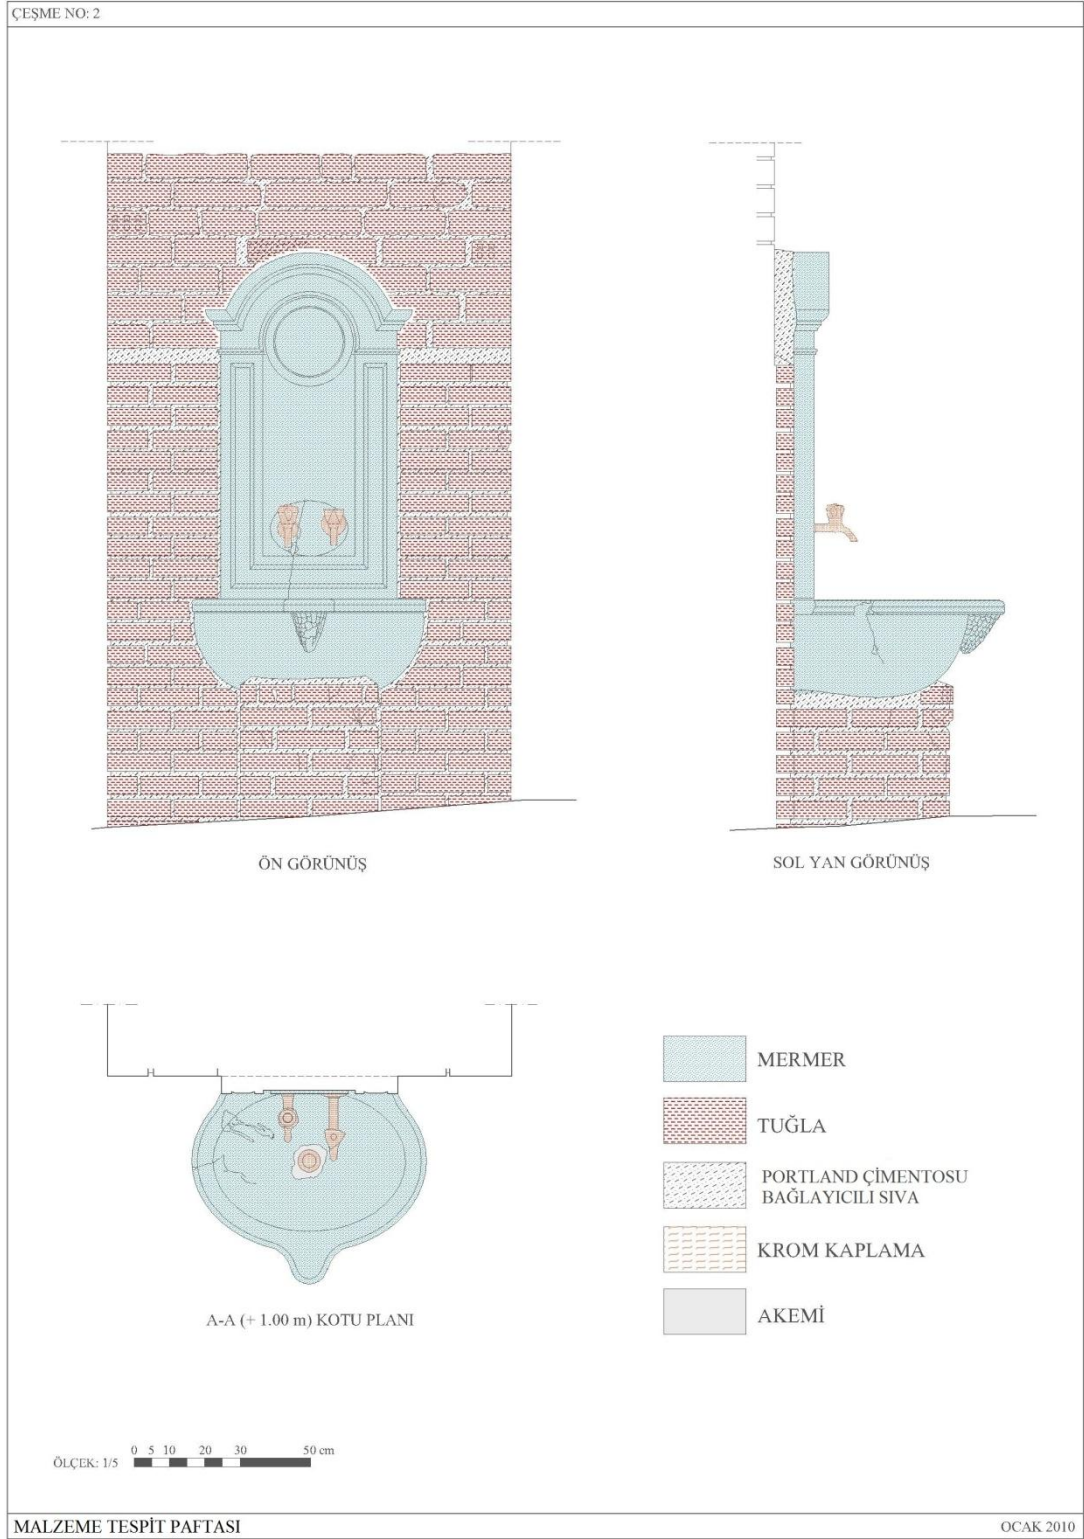 ÇEŞME NO: 2
ÖN GÖRÜNÜŞ
SOL YAN GÖRÜNÜŞ
MERMER
TUĞLA
PORTLAND ÇİMENTOSU
BAĞLAYICILI SIVA
KROM KAPLAMA
AKEMİ
A-A (+ 1.00 m) KOTU PLANI
ÖLÇEK: 1/5
0 5 10 20 30 50 cm
MALZEME TESPİT PAFTASI
OCAK 2010